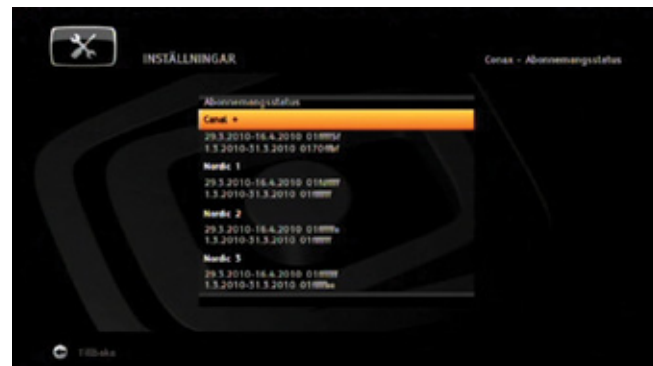 INSTÄLLNINGAR
Conax - Abonnemangsstatus
Abonnemangsstatus
Canal +
29.3.2010-16.4.2010
1.3.2010-31.3.2010
Nordic 1
29.3.2010-16.4.2010
1.3.2010-31.3.2010
Nordic 2
29.3.2010-16.4.2010
1.3.2010-31.3.2010
Nordic 3
29.3.2010-16.4.2010
1.3.2010-31.3.2010
Tillbaka